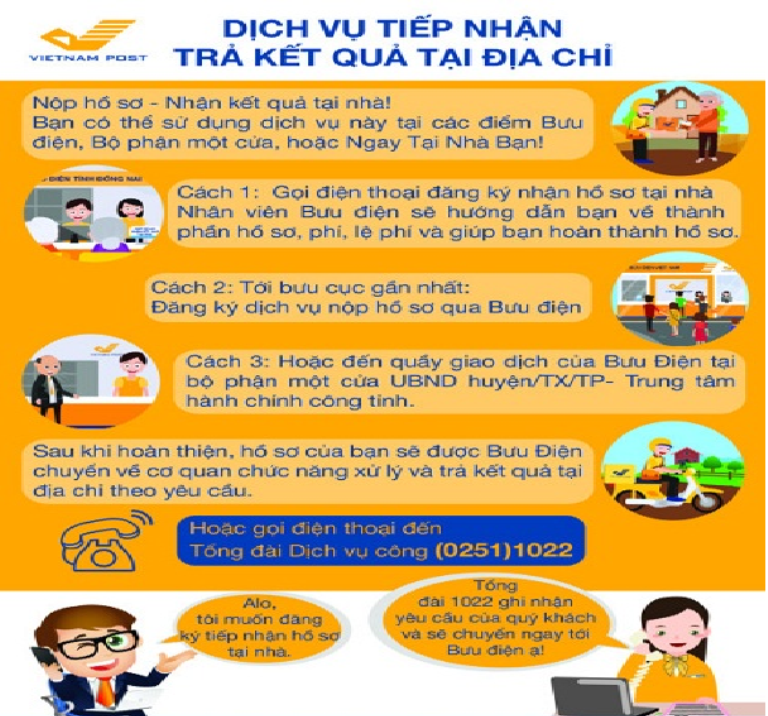 VIETNAM POST
DỊCH VỤ TIẾP NHẬN
TRẢ KẾT QUẢ TẠI ĐỊA CHỈ
Nộp hồ sơ - Nhận kết quả tại nhà!
Bạn có thể sử dụng dịch vụ này tại các điểm Bưu
điện, Bộ phận một cửa, hoặc Ngay Tại Nhà Bạn!
ĐIỆN TỈNH ĐỒNG NAI
Cách 1: Gọi điện thoại đăng ký nhận hồ sơ tại nhà
Nhân viên Bưu điện sẽ hướng dẫn bạn về thành
phần hồ sơ, phí, lệ phí và giúp bạn hoàn thành hồ sơ.
Cách 2: Tới bưu cục gần nhất:
Đăng ký dịch vụ nộp hồ sơ qua Bưu điện
Cách 3: Hoặc đến quầy giao dịch của Bưu Điện tại
bộ phận một cửa UBND huyện/TX/TP- Trung tâm
hành chính công tỉnh.
Sau khi hoàn thiện, hồ sơ của bạn sẽ được Bưu Điện
chuyển về cơ quan chức năng xử lý và trả kết quả tại
địa chỉ theo yêu cầu.
Hoặc gọi điện thoại đến
Tổng đài Dịch vụ công (0251)1022
Alo,
tôi muốn đăng
ký tiếp nhận hồ sơ
tại nhà.
Tổng
đài 1022 ghi nhận
yêu cầu của quý khách
và sẽ chuyển ngay tới
Bưu điện ạ!